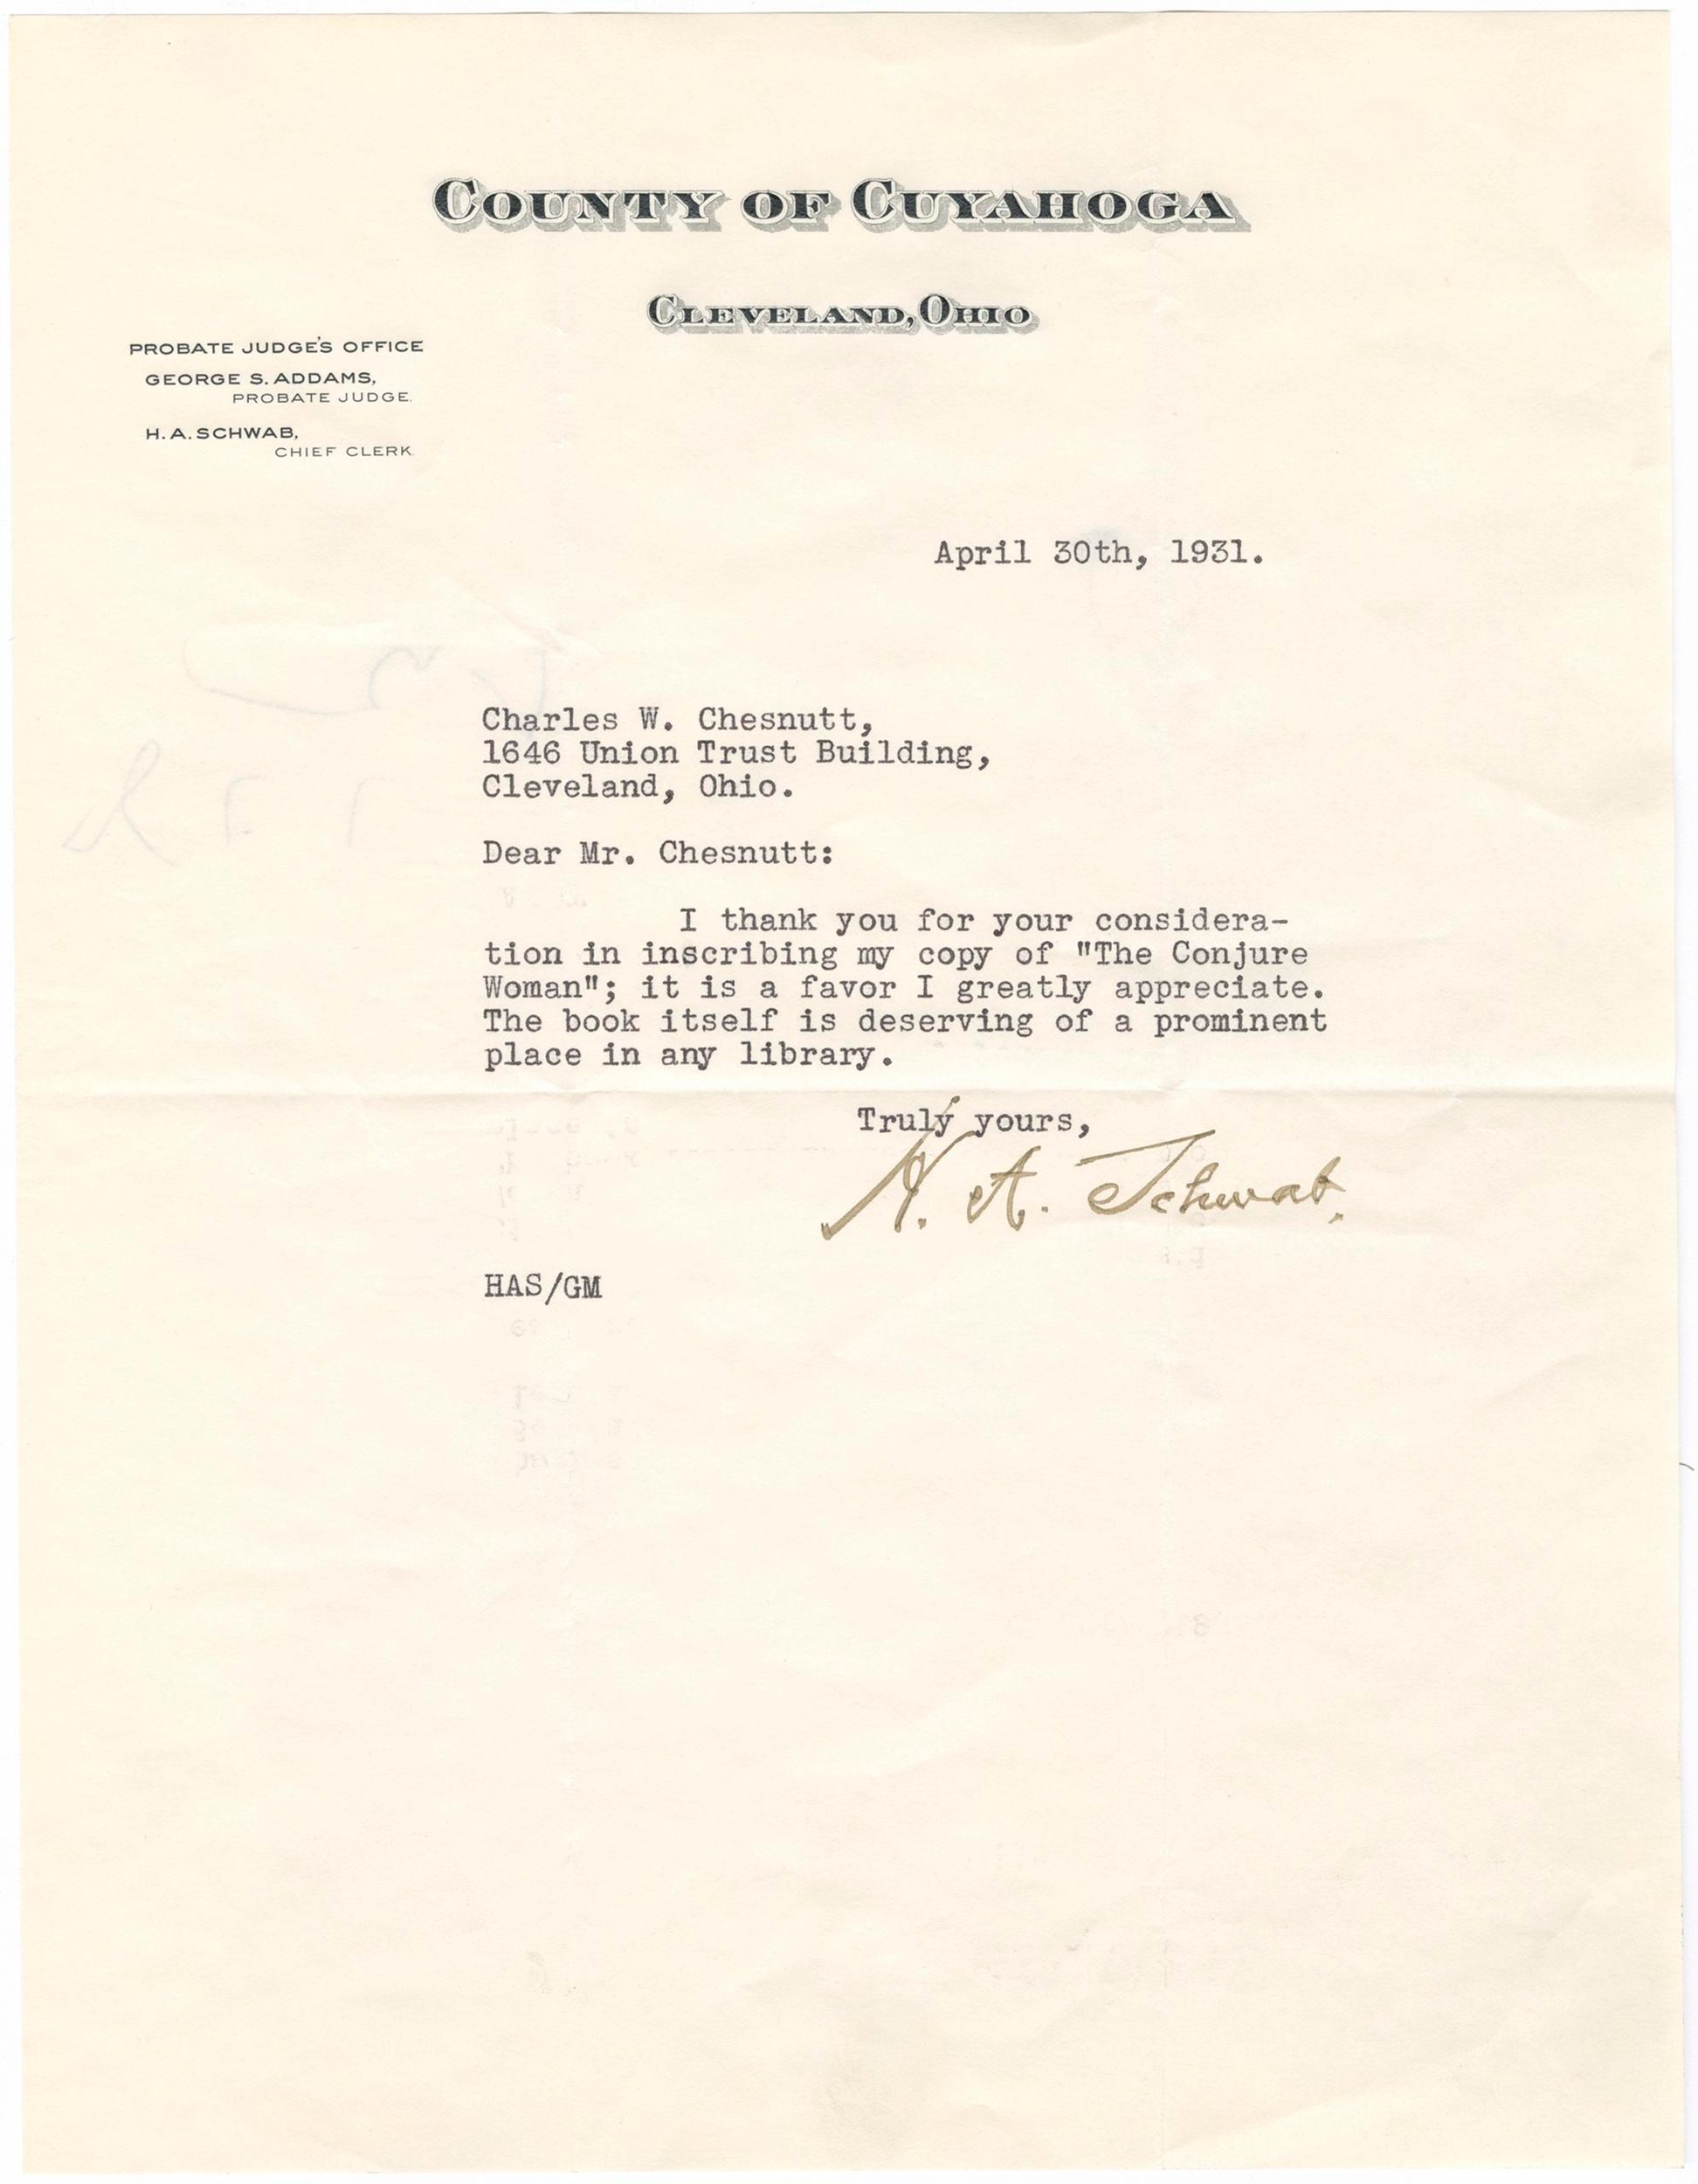 COUNTY OF CUYAHOGA
CLEVELAND, OHIO
PROBATE JUDGE'S OFFICE
GEORGE S. ADDAMS,
PROBATE JUDGE.
H. A. SCHWAB,
CHIEF CLERK
April 30th, 1931.
Charles W. Chesnutt,
1646 Union Trust Building,
Cleveland, Ohio.
Dear Mr. Chesnutt:
I thank you for your considera-
tion in inscribing my copy of "The Conjure
Woman"; it is a favor I greatly appreciate.
The book itself is deserving of a prominent
place in any library.
Truly yours,
H. A. Schwab.
HAS/GM